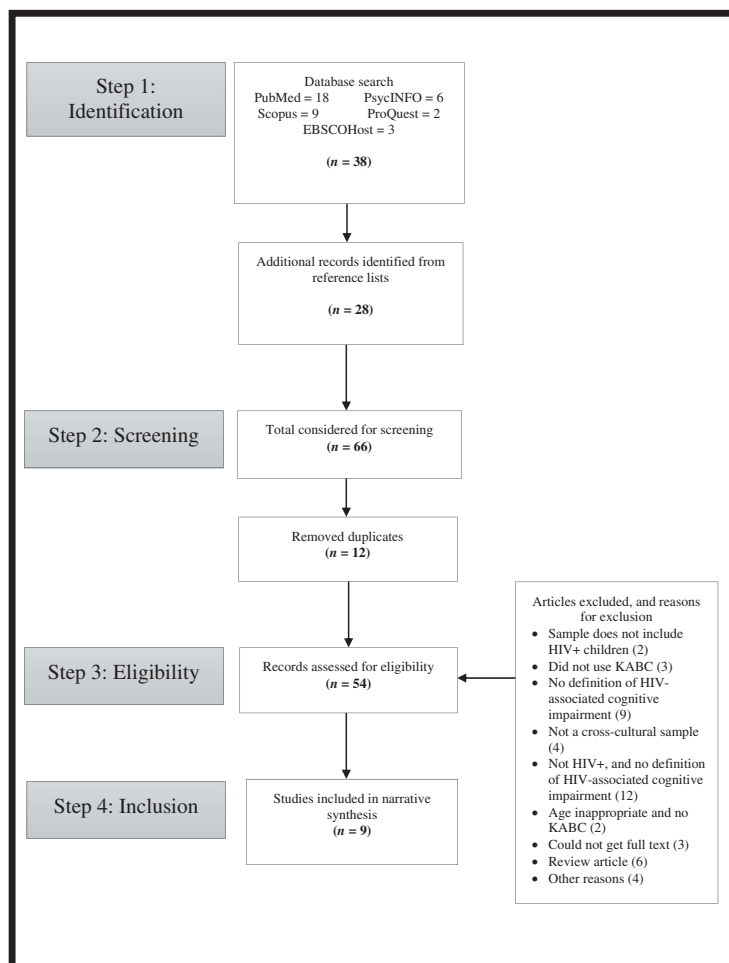 Step 1:
Identification
Database search
PubMed = 18 PsycINFO = 6
Scopus = 9 ProQuest = 2
EBSCOHost = 3
(n = 38)
Additional records identified from
reference lists
(n = 28)
Step 2: Screening
Total considered for screening
(n = 66)
Removed duplicates
(n = 12)
Step 3: Eligibility
Records assessed for eligibility
(n = 54)
Articles excluded, and reasons
for exclusion
• Sample does not include
HIV+ children (2)
• Did not use KABC (3)
• No definition of HIV-
associated cognitive
impairment (9)
• Not a cross-cultural sample
(4)
• Not HIV+, and no definition
of HIV-associated cognitive
impairment (12)
• Age inappropriate and no
KABC (2)
• Could not get full text (3)
• Review article (6)
• Other reasons (4)
Step 4: Inclusion
Studies included in narrative
synthesis
(n = 9)